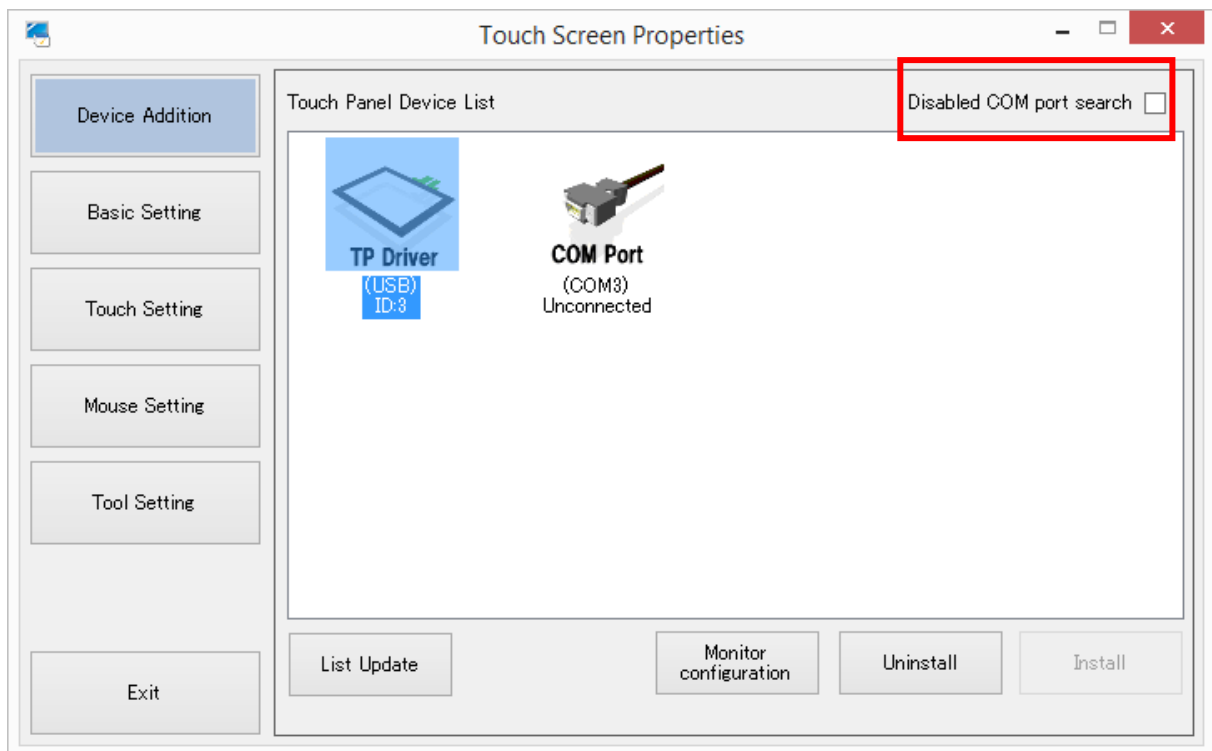 Touch Screen Properties
Device Addition
Basic Setting
Touch Setting
Mouse Setting
Tool Setting
Exit
Touch Panel Device List
Disabled COM port search
TP Driver
(USB)
ID:3
COM Port
(COM3)
Unconnected
List Update
Monitor
configuration
Uninstall
Install